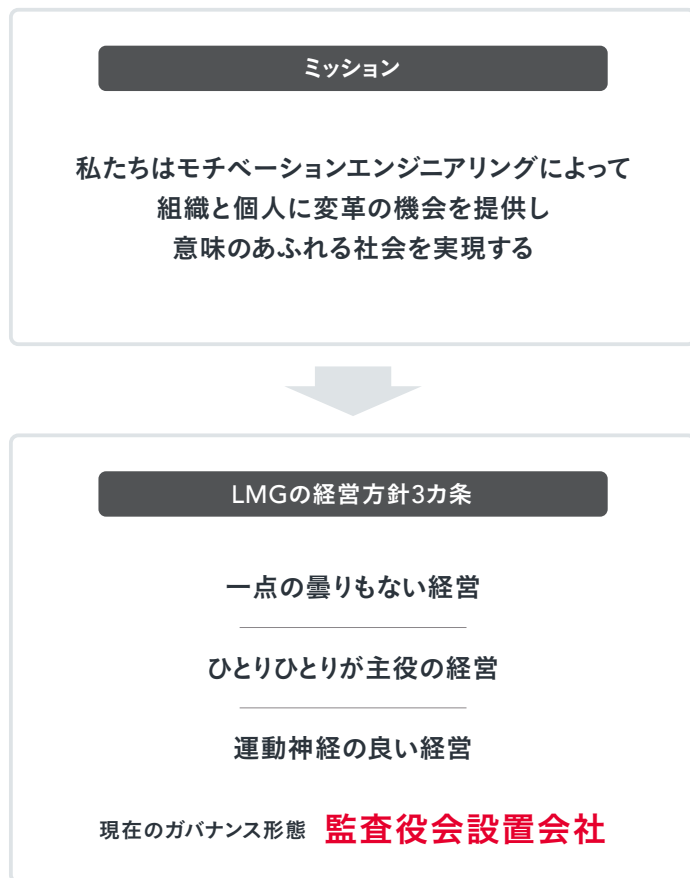 ミッション
私たちはモチベーションエンジニアリングによって
組織と個人に変革の機会を提供し
意味のあふれる社会を実現する
LMGの経営方針3カ条
一点の曇りもない経営
ひとりひとりが主役の経営
運動神経の良い経営
現在のガバナンス形態 監査役会設置会社